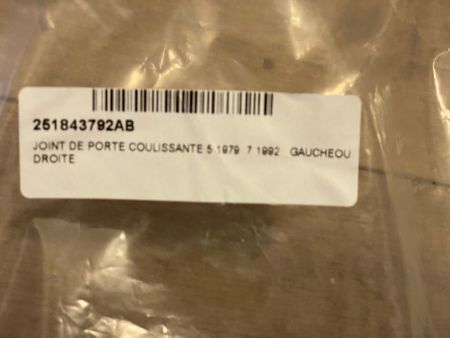 251843792AB
JOINT DE PORTE COULISSANTE 5 1979 7 1992 GAUCHEOU
DROITE